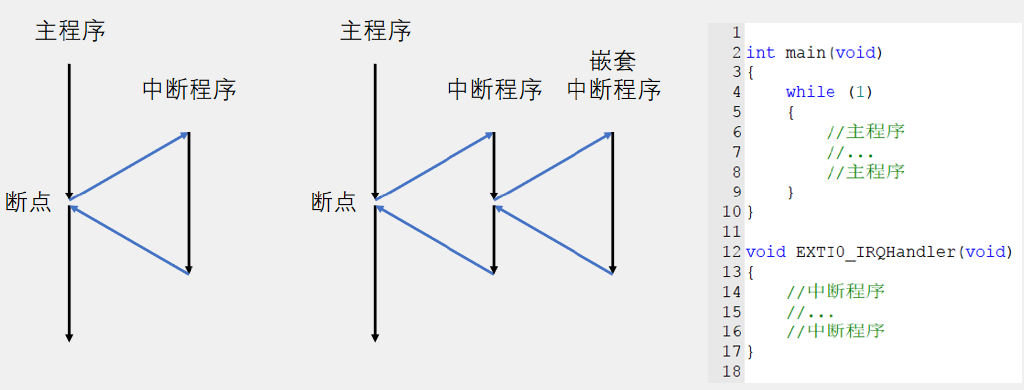 主程序
中断程序
断点
主程序
中断程序
嵌套
中断程序
断点
1
2 int main(void)
3 {
4     while (1)
5     {
6         //主程序
7         //...
8         //主程序
9     }
10 }
11
12 void EXTI0_IRQHandler(void)
13 {
14     //中断程序
15     //...
16     //中断程序
17 }
18